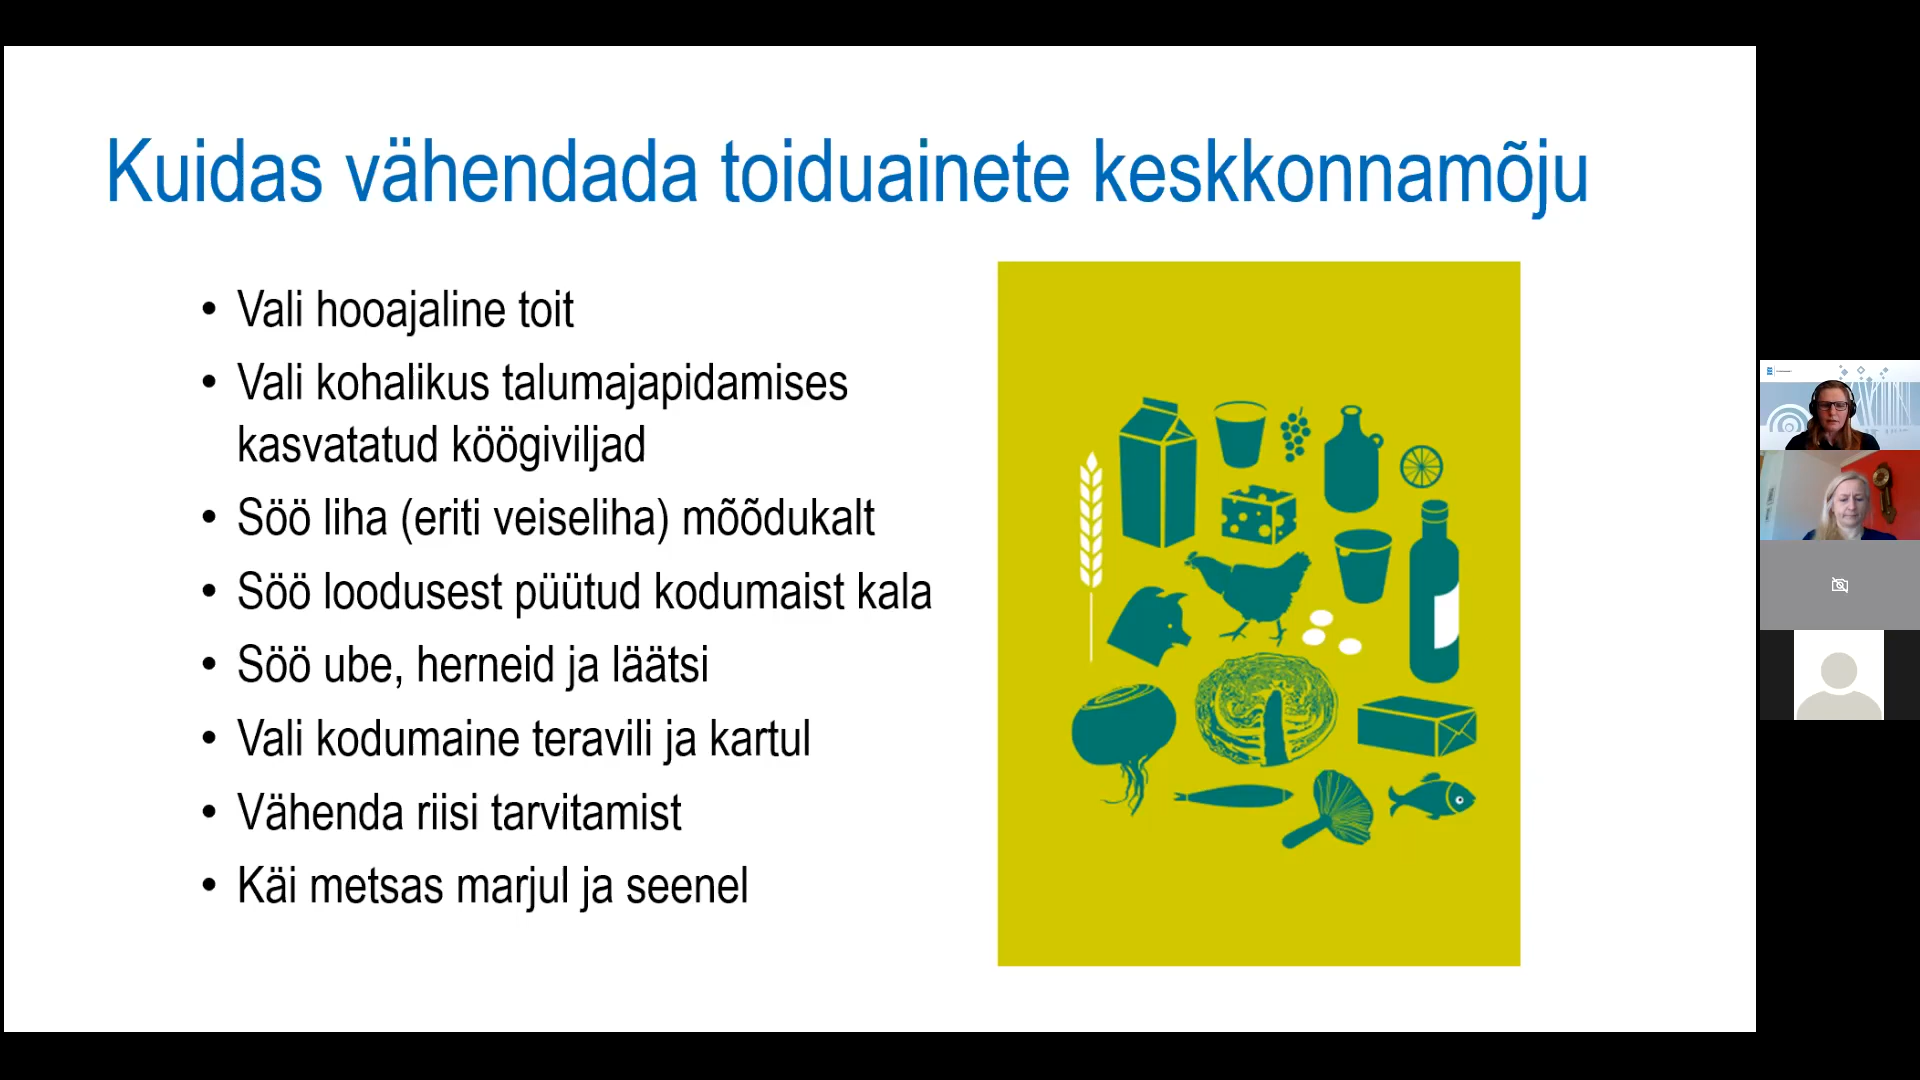 Kuidas vähendada toiduainete keskkonnamõju
• Vali hooajaline toit
• Vali kohalikus talumajapidamises
kasvatatud köögiviljad
• Söö liha (eriti veiseliha) mõõdukalt
• Söö loodusest püütud kodumaist kala
• Söö ube, herneid ja läätsi
• Vali kodumaine teravili ja kartul
• Vähenda riisi tarvitamist
• Käi metsas marjul ja seenel